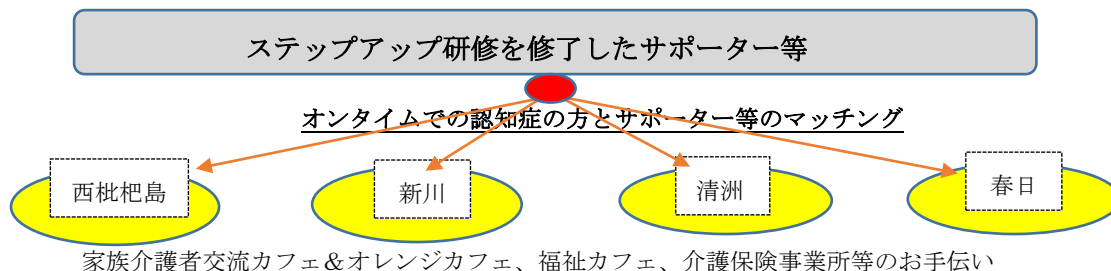 ステップアップ研修を修了したサポーター等
オンタイムでの認知症の方とサポーター等のマッチング
西枇杷島
新川
清洲
春日
家族介護者交流カフェ&オレンジカフェ、福祉カフェ、介護保険事業所等のお手伝い